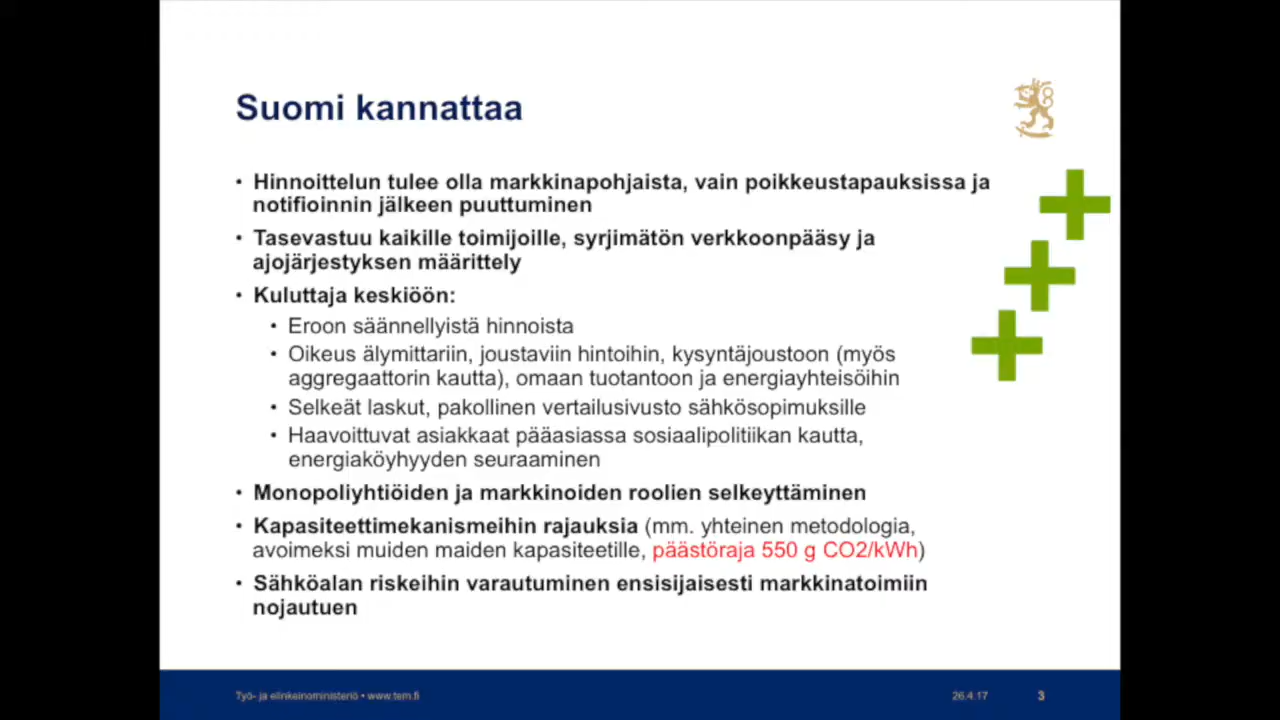 Suomi kannattaa
• Hinnoittelun tulee olla markkinapohjaista, vain poikkeustapauksissa ja
notifioinnin jälkeen puuttuminen
• Tasevastuu kaikille toimijoille, syrjimätön verkkoonpääsy ja
ajojärjestyksen määrittely
• Kuluttaja keskiöön:
• Eroon säännellyistä hinnoista
• Oikeus älymittariin, joustaviin hintoihin, kysyntäjoustoon (myös
aggregaattorin kautta), omaan tuotantoon ja energiayhteisöihin
• Selkeät laskut, pakollinen vertailusivusto sähkösopimuksille
• Haavoittuvat asiakkaat pääasiassa sosiaalipolitiikan kautta,
energiaköyhyyden seuraaminen
• Monopoliyhtiöiden ja markkinoiden roolien selkeyttäminen
• Kapasiteettimekanismeihin rajauksia (mm. yhteinen metodologia,
avoimeksi muiden maiden kapasiteetille, päästöraja 550 g CO2/kWh)
• Sähköalan riskeihin varautuminen ensisijaisesti markkinatoimiin
nojautuen
Työ- ja elinkeinoministeriö • www.tem.fi 26.4.17 3